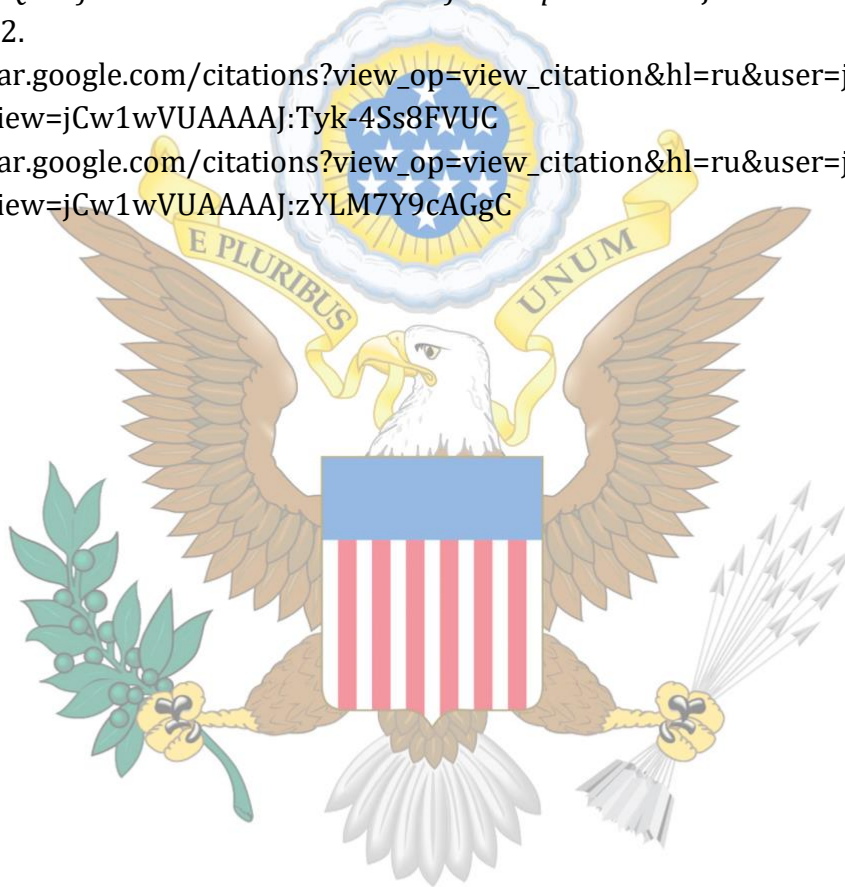 2.
ar.google.com/citations?view_op=view_citation&hl=ru&user=j
iew=jCw1wVUAAAAJ:Tyk-4Ss8FVUC
ar.google.com/citations?view_op=view_citation&hl=ru&user=j
iew=jCw1wVUAAAAJ:zYLM7Y9cAGgC
E PLURIBUS UNUM